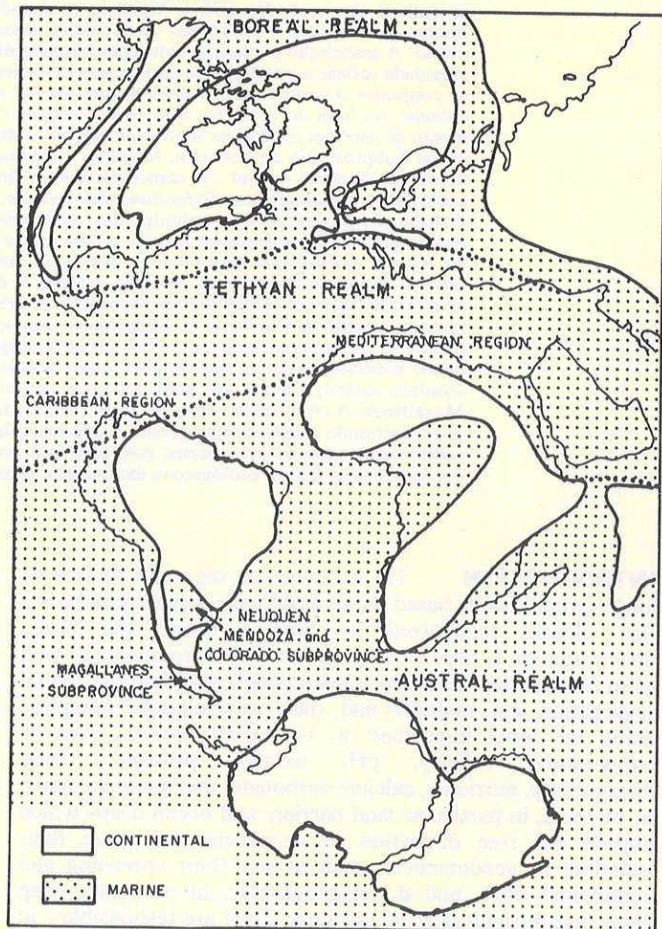 BOREAL REALM
TETHYAN REALM
MEDITERRANEAN REGION
CARIBBEAN REGION
NEUQUEN
MENDOZA and
COLORADO SUBPROVINCE
MAGALLANES
SUBPROVINCE
AUSTRAL REALM
CONTINENTAL
MARINE